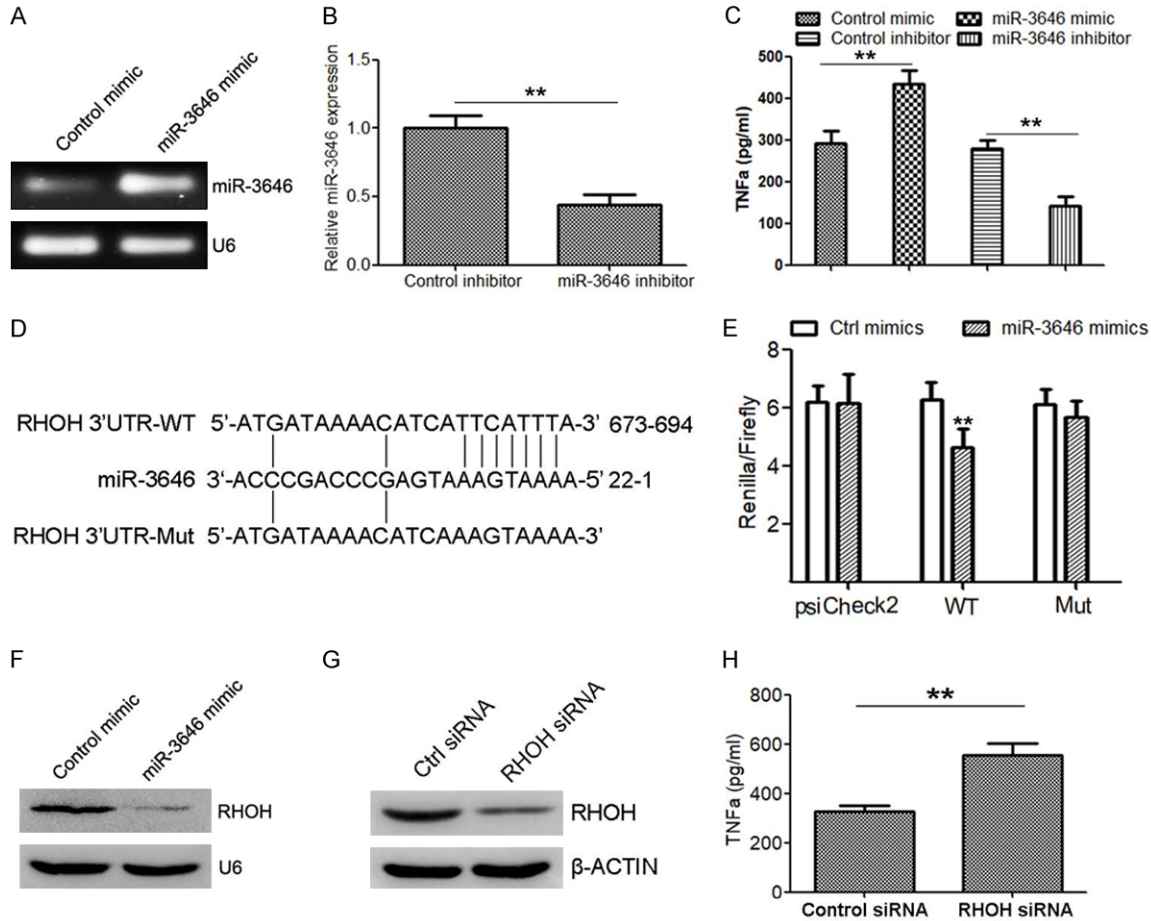 A
Control mimic
miR-3646 mimic
miR-3646
U6
B
Relative miR-3646 expression
1.5
1.0
0.5
0.0
**
Control inhibitor
miR-3646 inhibitor
C
Control mimic
miR-3646 mimic
Control inhibitor
miR-3646 inhibitor
TNFa (pg/ml)
500
400
300
200
100
0
**
**
D
RHOH 3'UTR-WT 5'-ATGATAAAACATCATTCATTTA-3' 673-694
miR-3646 3'-ACCCGACCCGAGTAAAGTAAAA-5' 22-1
RHOH 3'UTR-Mut 5'-ATGATAAAACATCAAAGTAAAA-3'
E
Ctrl mimics
miR-3646 mimics
Renilla/Firefly
8
6
4
2
**
psiCheck2
WT
Mut
F
Control mimic
miR-3646 mimic
RHOH
U6
G
Ctrl siRNA
RHOH siRNA
RHOH
β-ACTIN
H
TNFa (pg/ml)
800
600
400
200
0
**
Control siRNA
RHOH siRNA